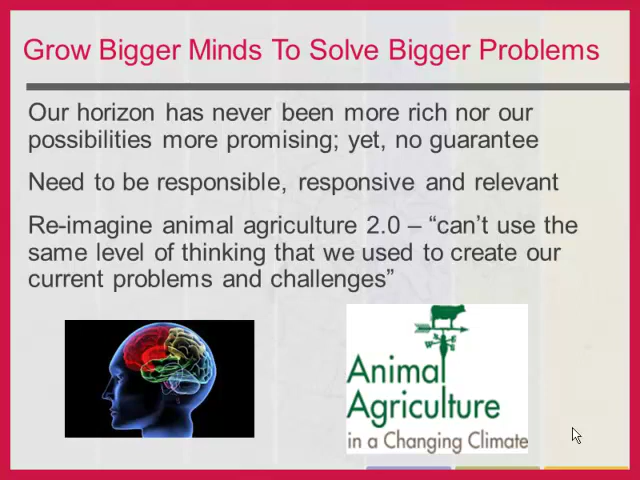 Grow Bigger Minds To Solve Bigger Problems
Our horizon has never been more rich nor our
possibilities more promising; yet, no guarantee
Need to be responsible, responsive and relevant
Re-imagine animal agriculture 2.0 – “can’t use the
same level of thinking that we used to create our
current problems and challenges”
Animal
Agriculture
in a Changing Climate